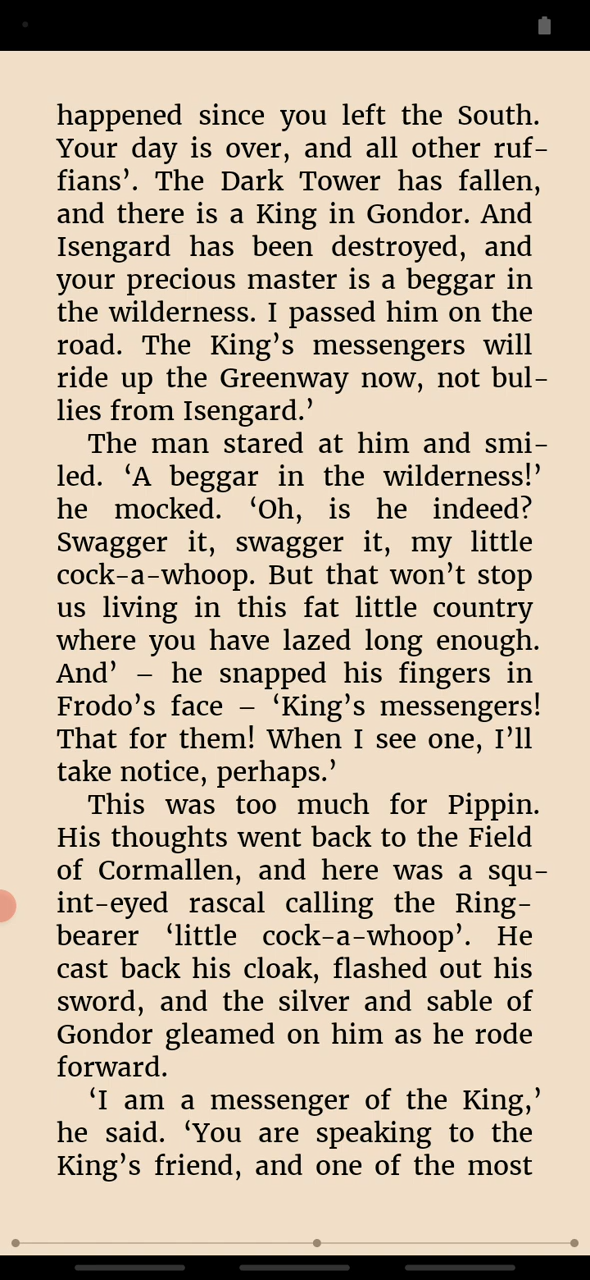 happened since you left the South.
Your day is over, and all other ruf-
fians’. The Dark Tower has fallen,
and there is a King in Gondor. And
Isengard has been destroyed, and
your precious master is a beggar in
the wilderness. I passed him on the
road. The King’s messengers will
ride up the Greenway now, not bul-
lies from Isengard.’
The man stared at him and smi-
led. ‘A beggar in the wilderness!’
he mocked. ‘Oh, is he indeed?
Swagger it, swagger it, my little
cock-a-whoop. But that won’t stop
us living in this fat little country
where you have lazed long enough.
And’ – he snapped his fingers in
Frodo’s face – ‘King’s messengers!
That for them! When I see one, I’ll
take notice, perhaps.’
This was too much for Pippin.
His thoughts went back to the Field
of Cormallen, and here was a squ-
int-eyed rascal calling the Ring-
bearer ‘little cock-a-whoop’. He
cast back his cloak, flashed out his
sword, and the silver and sable of
Gondor gleamed on him as he rode
forward.
‘I am a messenger of the King,’
he said. ‘You are speaking to the
King’s friend, and one of the most